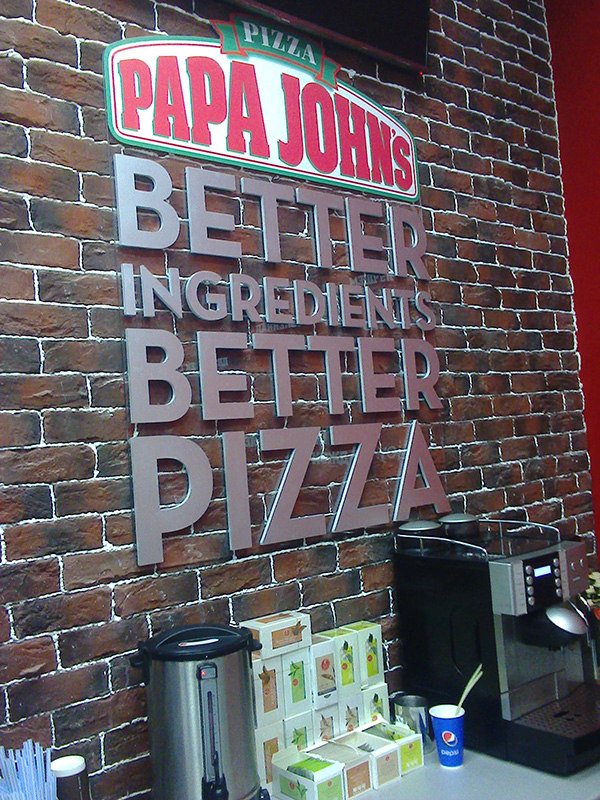 PIZZA
PAPA JOHN'S
BETTER
INGREDIENTS
BETTER
PIZZA
pepsi